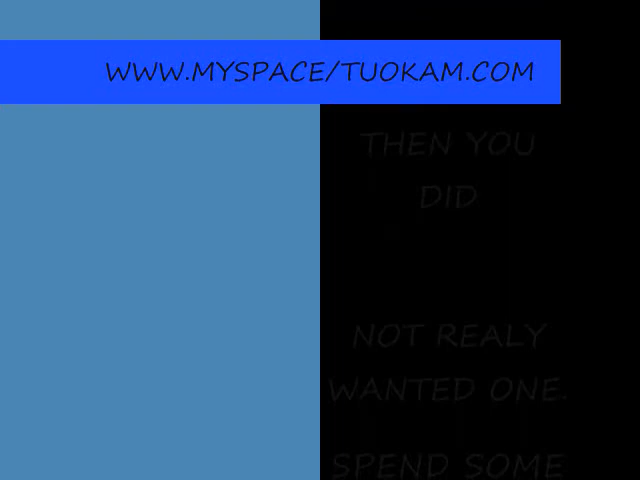 WWW.MYSPACE/TUOKAM.COM
THEN YOU
DID
NOT REALY
WANTED ONE.
SPEND SOME